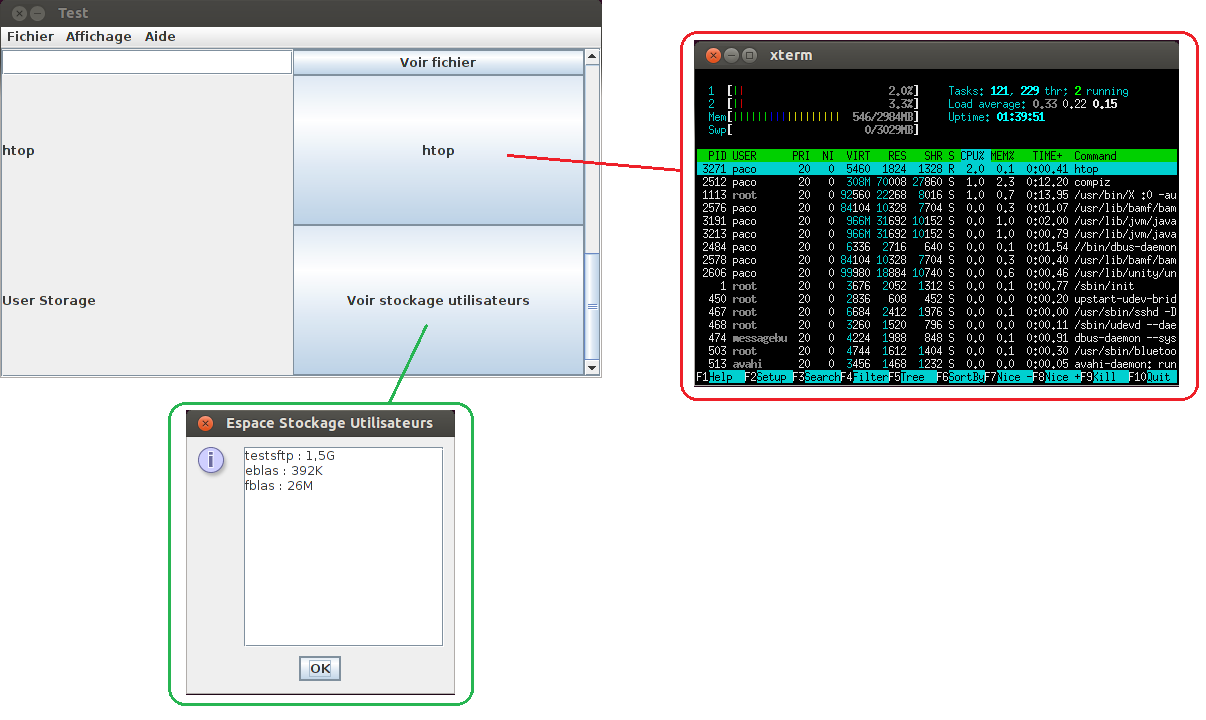 Test
Fichier Affichage Aide
Voir fichier
htop
htop
User Storage
Voir stockage utilisateurs
Espace Stockage Utilisateurs
testsftp : 1,5G
eblas : 392K
fblas : 26M
OK
xterm
1 [|| 2.0%] Tasks: 121, 229 thr; 2 running
2 [|| 3.3%] Load average: 0.33 0.22 0.15
Mem[|||||||||||||||||||| 546/2984MB] Uptime: 01:39:51
Swp[ 0/3029MB]
PID USER PRI NI VIRT RES SHR S CPU% MEM% TIME+ Command
3271 paco 20 0 5460 1824 1328 R 2.0 0.1 0:00.41 htop
2512 paco 20 0 308M 70008 27860 S 1.0 2.3 0:12.20 compiz
1113 root 20 0 92560 22268 8016 S 1.0 0.7 0:13.95 /usr/bin/X :0 -au
2576 paco 20 0 84104 10328 7704 S 0.0 0.3 0:01.07 /usr/lib/bamf/bam
3191 paco 20 0 966M 31692 10152 S 0.0 1.0 0:02.00 /usr/lib/jvm/java
3213 paco 20 0 966M 31692 10152 S 0.0 1.0 0:00.79 /usr/lib/jvm/java
2484 paco 20 0 6336 2716 640 S 0.0 0.1 0:01.54 //bin/dbus-daemon
2578 paco 20 0 84104 10328 7704 S 0.0 0.3 0:00.40 /usr/lib/bamf/bam
2606 paco 20 0 99980 18884 10740 S 0.0 0.6 0:00.46 /usr/lib/unity/un
1 root 20 0 3676 2052 1312 S 0.0 0.1 0:00.77 /sbin/init
450 root 20 0 2836 608 452 S 0.0 0.0 0:00.20 upstart-udev-brid
467 root 20 0 6684 2412 1976 S 0.0 0.1 0:00.00 /usr/sbin/sshd -D
468 root 20 0 3260 1520 796 S 0.0 0.0 0:00.11 /sbin/udevd --dae
474 messagebu 20 0 4224 1988 848 S 0.0 0.1 0:00.91 dbus-daemon --sys
503 root 20 0 4744 1612 1404 S 0.0 0.1 0:00.30 /usr/sbin/bluetoo
513 avahi 20 0 3456 1468 1232 S 0.0 0.0 0:00.05 avahi-daemon: run
F1Help F2Setup F3SearchF4FilterF5Tree F6SortByF7Nice -F8Nice +F9Kill F10Quit